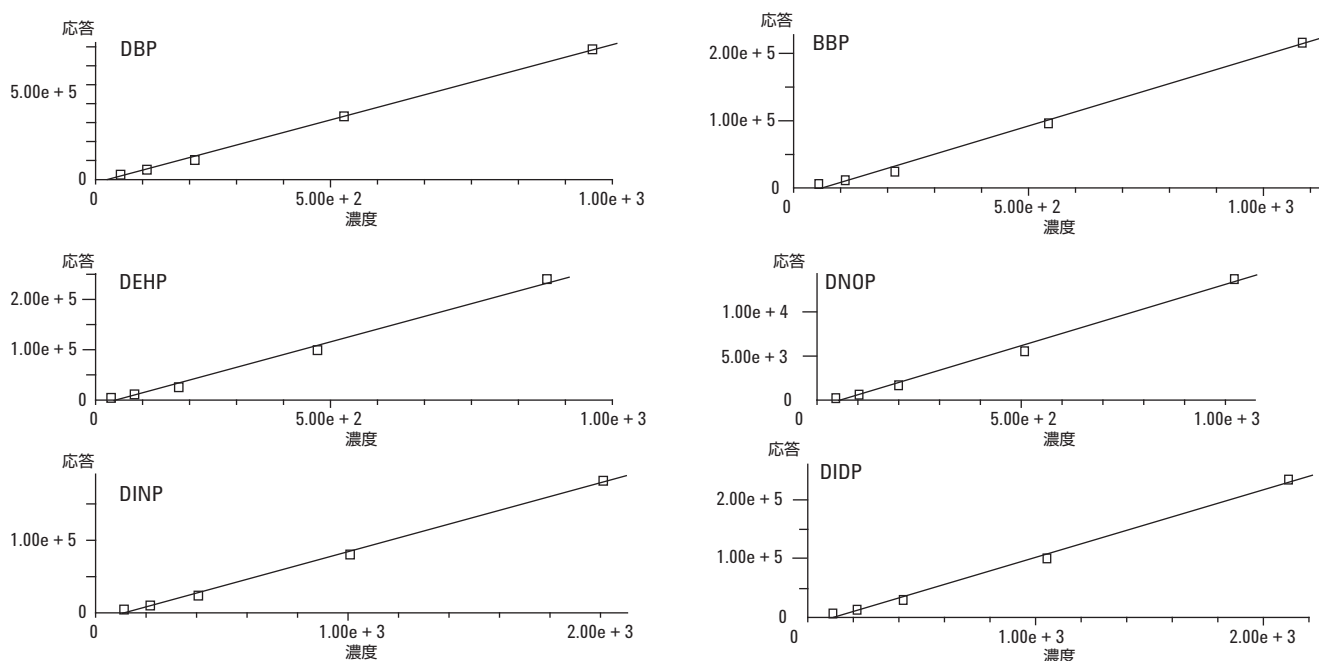 応答
DBP
5.00e + 5
0
0
5.00e + 2
1.00e + 3
濃度
応答
BBP
2.00e + 5
1.00e + 5
0
0
5.00e + 2
1.00e + 3
濃度
応答
DEHP
2.00e + 5
1.00e + 5
0
0
5.00e + 2
1.00e + 3
濃度
応答
DNOP
1.00e + 4
5.00e + 3
0
0
5.00e + 2
1.00e + 3
濃度
応答
DINP
1.00e + 5
0
0
1.00e + 3
2.00e + 3
濃度
応答
DIDP
2.00e + 5
1.00e + 5
0
0
1.00e + 3
2.00e + 3
濃度